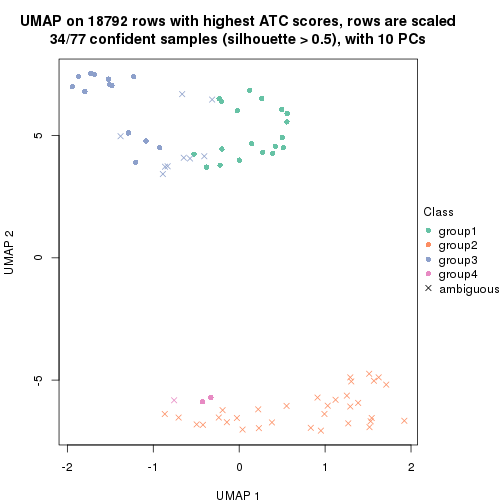 UMAP on 18792 rows with highest ATC scores, rows are scaled
34/77 confident samples (silhouette > 0.5), with 10 PCs
5
0
-5
UMAP 2
-2
-1
0
1
2
UMAP 1
Class
group1
group2
group3
group4
ambiguous